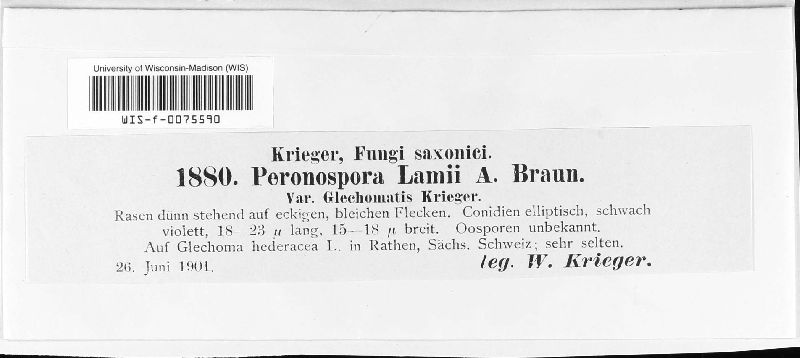 University of Wisconsin-Madison (WIS)
WIS-f-0075590
Krieger, Fungi saxonici.
1880. Peronospora Lamii A. Braun.
Var. Glechomatis Krieger.
Rasen dünn stehend auf eckigen, bleichen Flecken. Conidien elliptisch, schwach
violett, 18—23 µ lang, 15—18 µ breit. Oosporen unbekannt.
Auf Glechoma hederacea L. in Rathen, Sächs. Schweiz; sehr selten.
26. Juni 1901.
leg. W. Krieger.